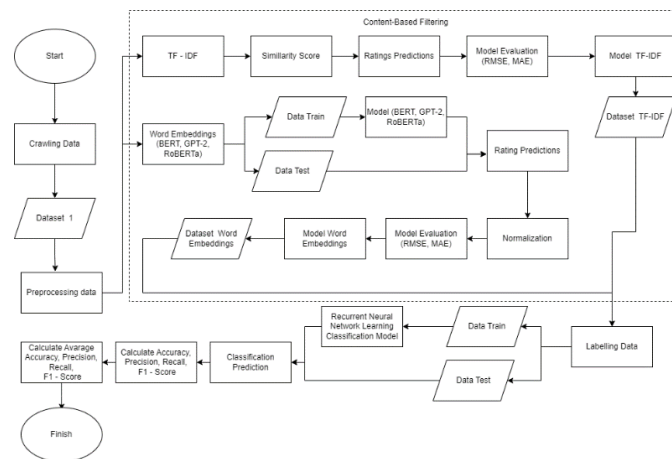 Content-Based Filtering
Start
TF - IDF
Simillarity Score
Ratings Predictions
Model Evaluation
(RMSE, MAE)
Model TF-IDF
Dataset TF-IDF
Crawling Data
Word Embeddings
(BERT, GPT-2,
RoBERTa)
Data Train
Model (BERT, GPT-2,
RoBERTa)
Data Test
Rating Predictions
Dataset 1
Dataset Word
Embeddings
Model Word
Embeddings
Model Evaluation
(RMSE, MAE)
Normalization
Preprocessing data
Recurrent Neural
Network Learning
Classification Model
Data Train
Labelling Data
Calculate Avarage
Accuracy, Precision,
Recall,
F1 - Score
Calculate Accuracy,
Precision, Recall,
F1 - Score
Classification
Prediction
Data Test
Finish